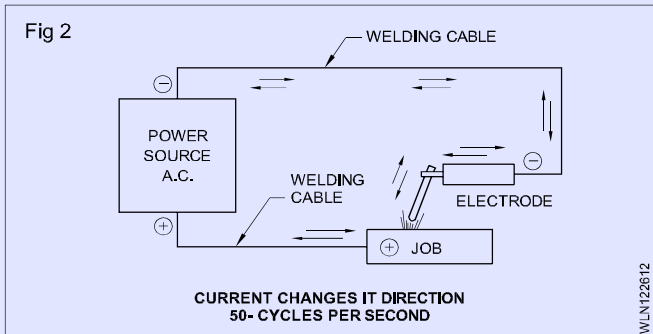 Fig 2
WELDING CABLE
⊖
POWER
SOURCE
A.C.
WELDING
CABLE
⊖
ELECTRODE
⊕
⊕ JOB
CURRENT CHANGES IT DIRECTION
50- CYCLES PER SECOND
WLN122612